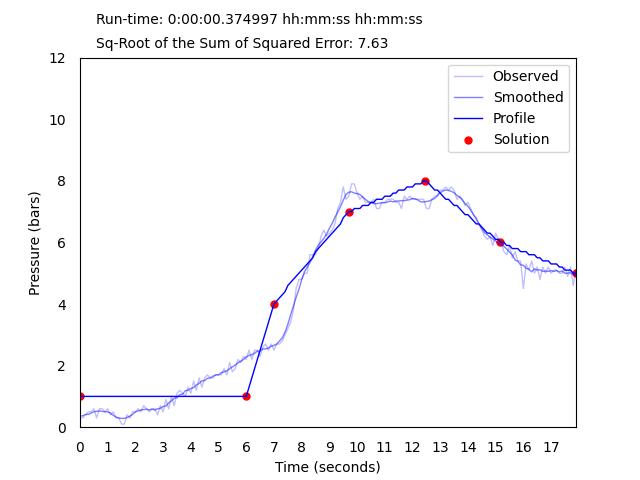 Run-time: 0:00:00.374997 hh:mm:ss hh:mm:ss
Sq-Root of the Sum of Squared Error: 7.63
Observed
Smoothed
Profile
Solution
Pressure (bars)
12
10
8
6
4
2
0
0 1 2 3 4 5 6 7 8 9 10 11 12 13 14 15 16 17
Time (seconds)